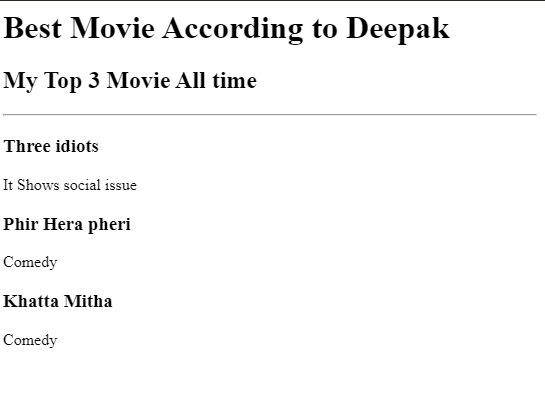 Best Movie According to Deepak
My Top 3 Movie All time
Three idiots
It Shows social issue
Phir Hera pheri
Comedy
Khatta Mitha
Comedy